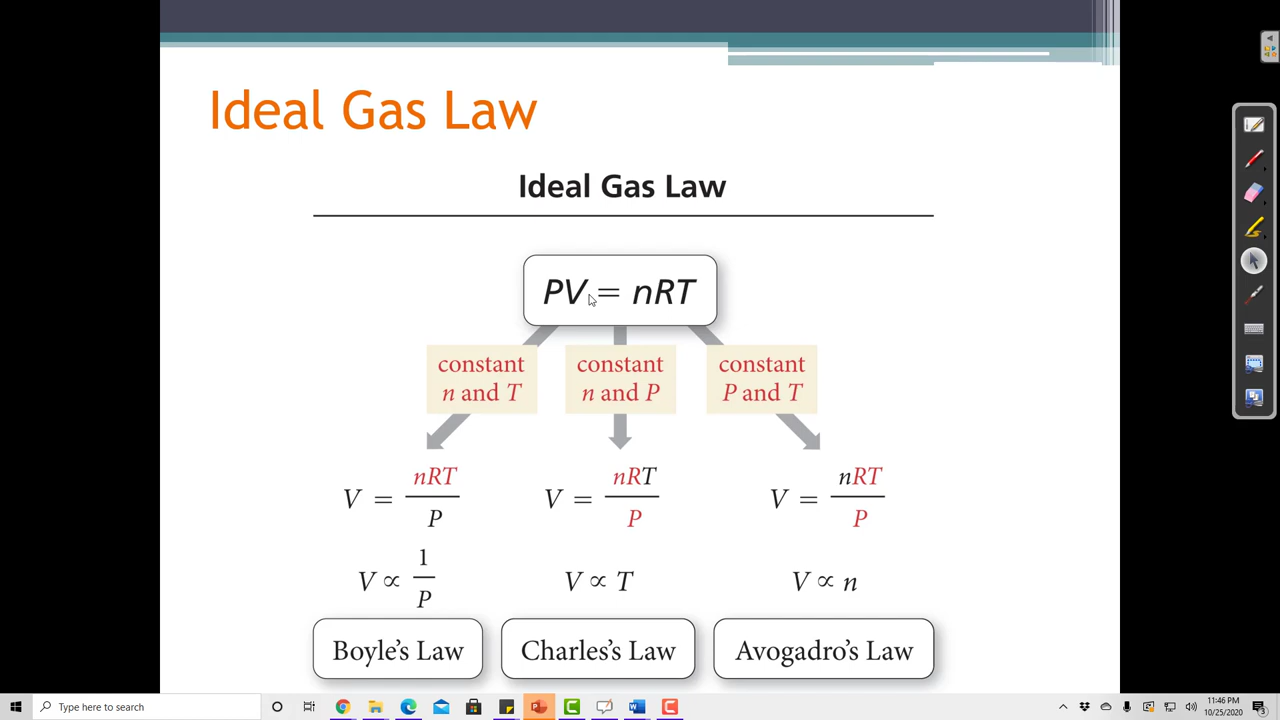 Ideal Gas Law
Ideal Gas Law
PV = nRT
constant
n and T
constant
n and P
constant
P and T
V = nRT/P
V = nRT/P
V = nRT/P
V ∝ 1/P
V ∝ T
V ∝ n
Boyle's Law
Charles's Law
Avogadro's Law
Type here to search
11:46 PM
10/25/2020